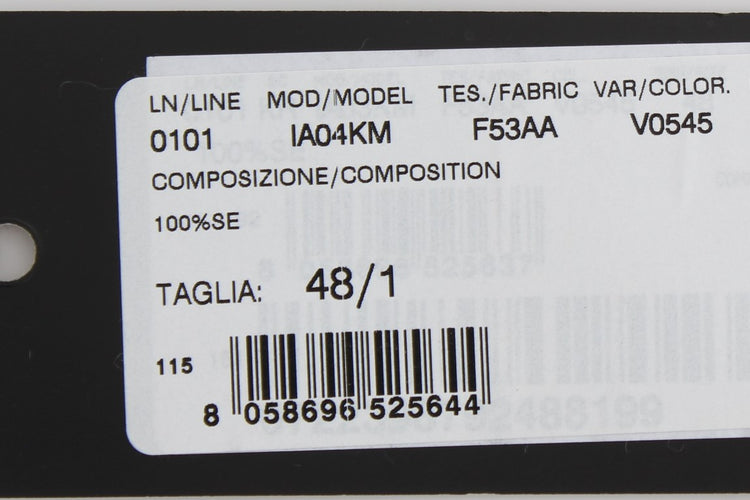 LN/LINE MOD/MODEL TES./FABRIC VAR/COLOR.
0101 IA04KM F53AA V0545
COMPOSIZIONE/COMPOSITION
100%SE
TAGLIA: 48/1
115
8 058696 525644